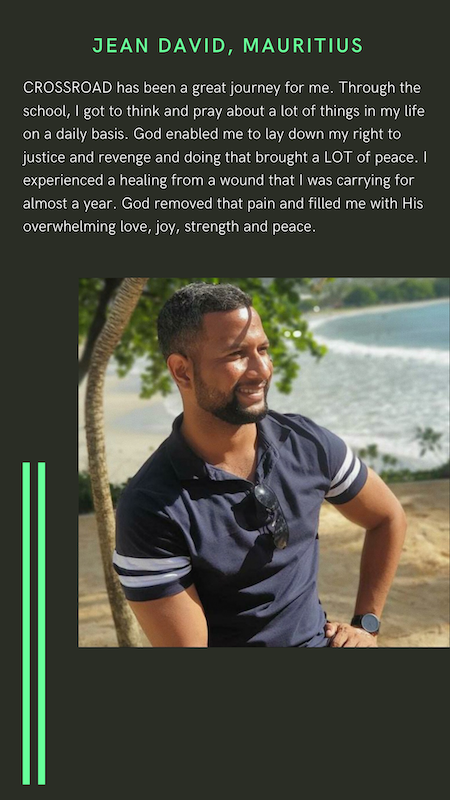 JEAN DAVID, MAURITIUS
CROSSROAD has been a great journey for me. Through the
school, I got to think and pray about a lot of things in my life
on a daily basis. God enabled me to lay down my right to
justice and revenge and doing that brought a LOT of peace. I
experienced a healing from a wound that I was carrying for
almost a year. God removed that pain and filled me with His
overwhelming love, joy, strength and peace.